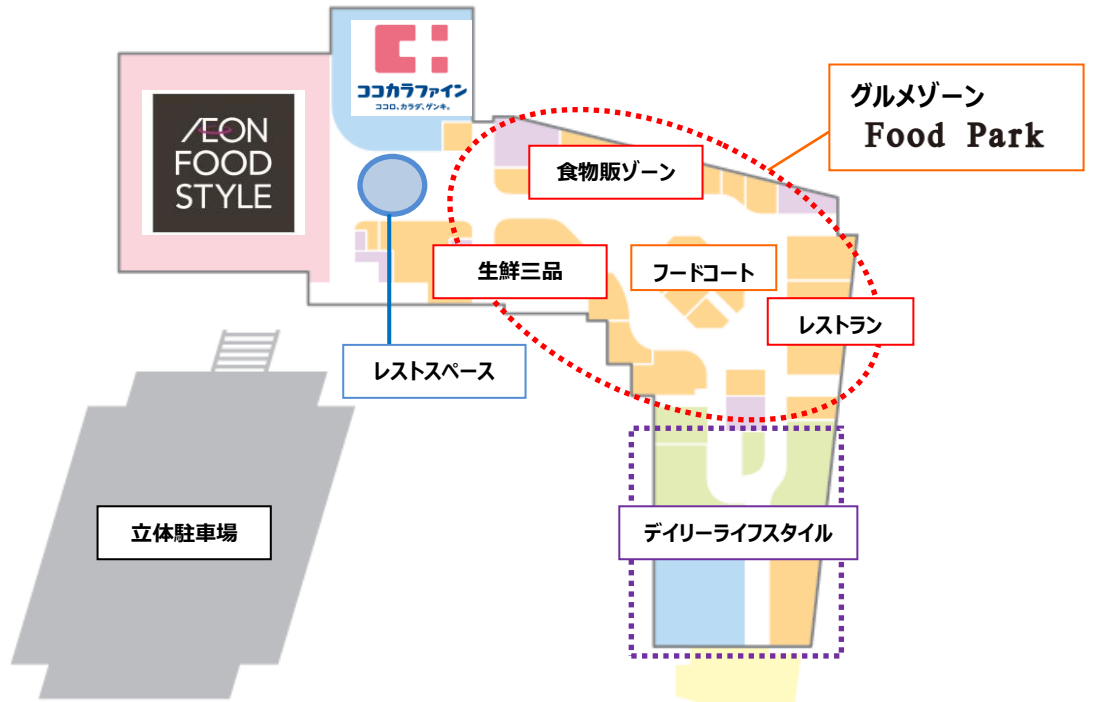 ココカラファイン
ココロ、カラダ、ゲンキ。
グルメゾーン
Food Park
ÆON
FOOD
STYLE
食物販ゾーン
生鮮三品
フードコート
レストラン
レストスペース
立体駐車場
デイリーライフスタイル